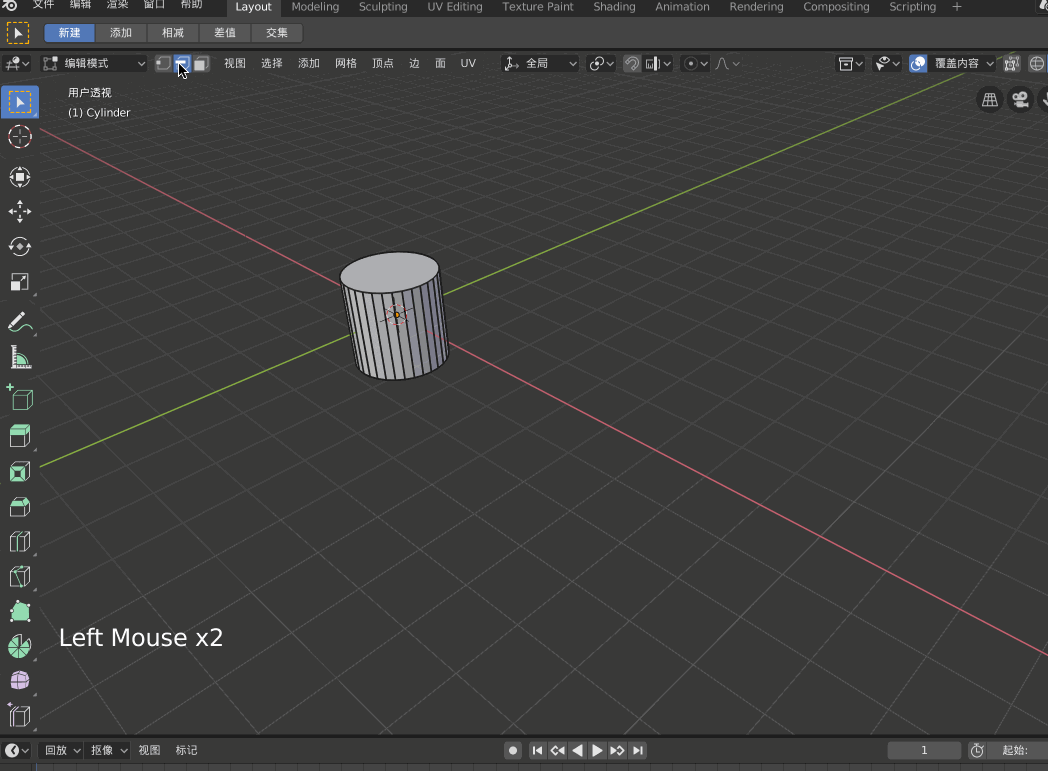 文件 编辑 渲染 窗口 帮助 Layout Modeling Sculpting UV Editing Texture Paint Shading Animation Rendering Compositing Scripting +
新建 添加 相减 差值 交集
编辑模式 视图 选择 添加 网格 顶点 边 面 UV 全局 覆盖内容
用户透视
(1) Cylinder
Left Mouse x2
回放 抠像 视图 标记 1 起始: